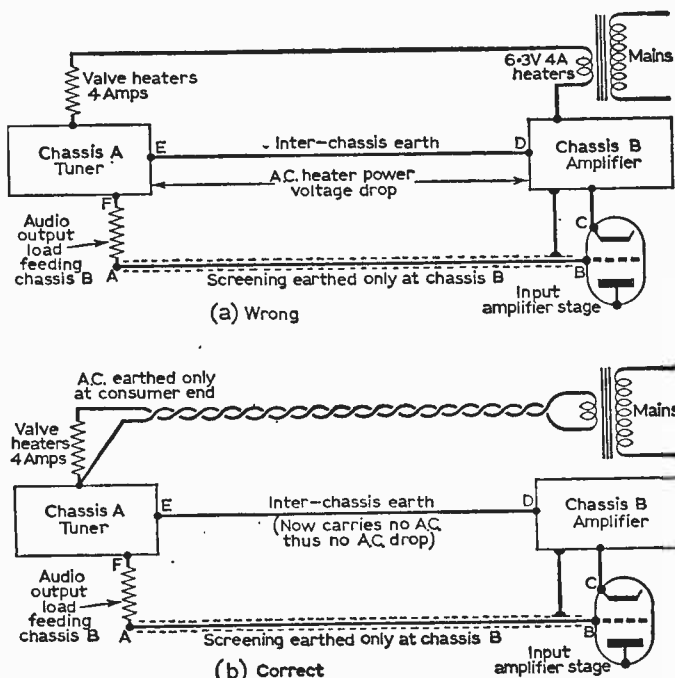 6·3V 4A
heaters
Mains
Valve heaters
4 Amps
Chassis A
Tuner
E
Inter-chassis earth
D
Chassis B
Amplifier
A.C. heater power
voltage drop
F
Audio
output
load
feeding
chassis B
A
Screening earthed only at chassis B
C
B
Input
amplifier stage
(a) Wrong
A.C. earthed only
at consumer end
Mains
Valve
heaters
4 Amps
Chassis A
Tuner
E
Inter-chassis earth
(Now carries no A.C.
thus no A.C. drop)
D
Chassis B
Amplifier
F
Audio
output load
feeding
chassis B
A
Screening earthed only at chassis B
C
B
Input
amplifier stage
(b) Correct